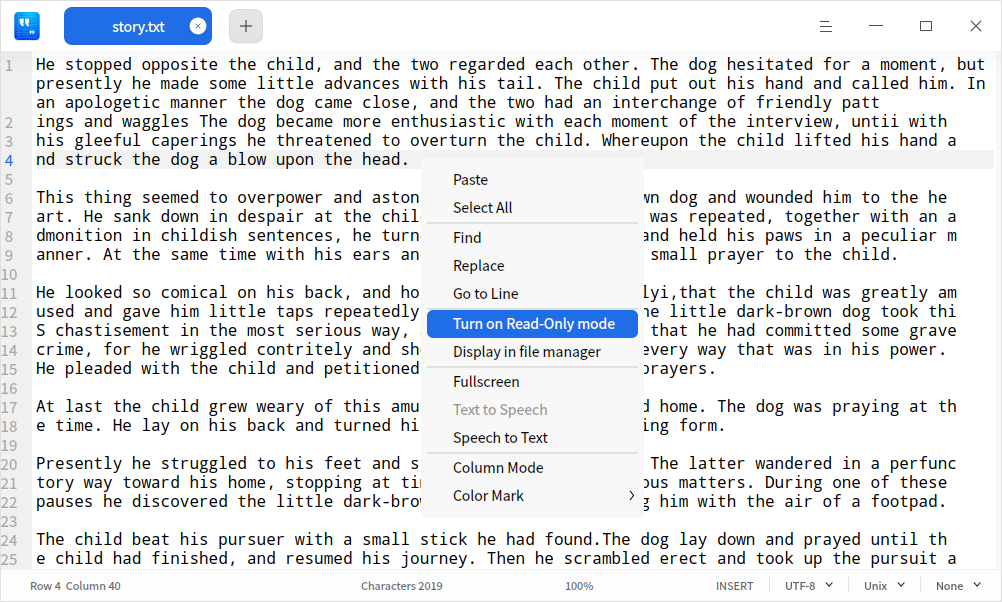 story.txt
1 He stopped opposite the child, and the two regarded each other. The dog hesitated for a moment, but
presently he made some little advances with his tail. The child put out his hand and called him. In
an apologetic manner the dog came close, and the two had an interchange of friendly patt
2 ings and waggles The dog became more enthusiastic with each moment of the interview, untii with
3 his gleeful caperings he threatened to overturn the child. Whereupon the child lifted his hand a
4 nd struck the dog a blow upon the head.
5
6 This thing seemed to overpower and aston wn dog and wounded him to the he
7 art. He sank down in despair at the chil was repeated, together with an a
8 dmonition in childish sentences, he turn and held his paws in a peculiar m
9 anner. At the same time with his ears an small prayer to the child.
10
11 He looked so comical on his back, and ho lyi,that the child was greatly am
12 used and gave him little taps repeatedly he little dark-brown dog took thi
13 S chastisement in the most serious way, that he had committed some grave
14 crime, for he wriggled contritely and sh every way that was in his power.
15 He pleaded with the child and petitioned prayers.
16
17 At last the child grew weary of this amu d home. The dog was praying at th
18 e time. He lay on his back and turned hi ing form.
19
20 Presently he struggled to his feet and s The latter wandered in a perfunc
21 tory way toward his home, stopping at ti ous matters. During one of these
22 pauses he discovered the little dark-bro g him with the air of a footpad.
23
24 The child beat his pursuer with a small stick he had found.The dog lay down and prayed until th
25 e child had finished, and resumed his journey. Then he scrambled erect and took up the pursuit a
Paste
Select All
Find
Replace
Go to Line
Turn on Read-Only mode
Display in file manager
Fullscreen
Text to Speech
Speech to Text
Column Mode
Color Mark
Row 4 Column 40 Characters 2019 100% INSERT UTF-8 Unix None